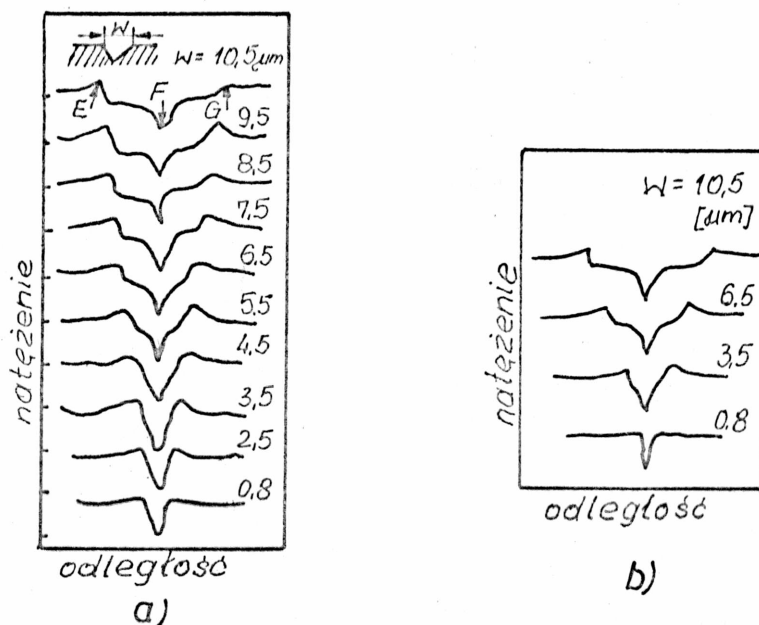 W
W = 10,5 μm
E
F
G
9,5
8,5
7,5
6,5
5,5
4,5
3,5
2,5
0,8
natężenie
odległość
a)
W = 10,5
[μm]
6,5
3,5
0.8
natężenie
odległość
b)